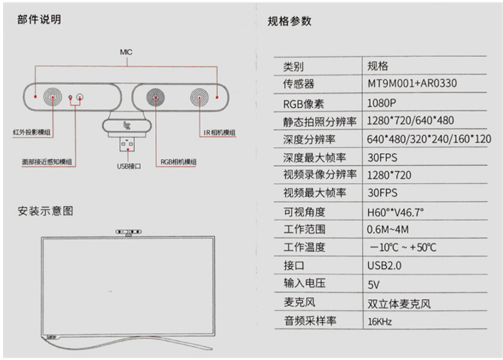 部件说明
MIC
红外投影模组
IR相机模组
面部接近感知模组
USB接口
RGB相机模组
安装示意图
规格参数
类别 规格
传感器 MT9M001+AR0330
RGB像素 1080P
静态拍照分辨率 1280*720/640*480
深度分辨率 640*480/320*240/160*120
深度最大帧率 30FPS
视频录像分辨率 1280*720
视频最大帧率 30FPS
可视角度 H60°*V46.7°
工作范围 0.6M~4M
工作温度 －10℃ ~ +50℃
接口 USB2.0
输入电压 5V
麦克风 双立体麦克风
音频采样率 16KHz